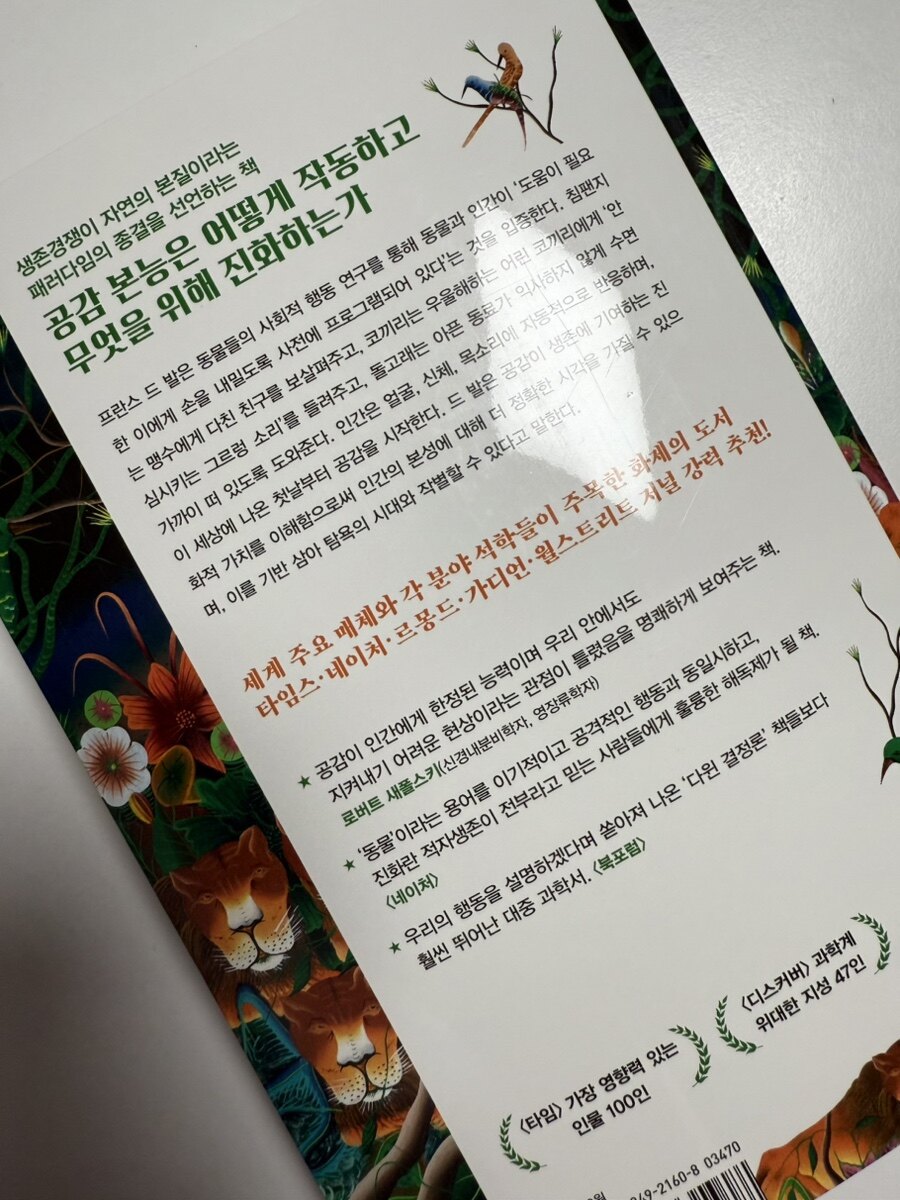 생존경쟁이 자연의 본질이라는
패러다임의 종결을 선언하는 책
공감 본능은 어떻게 작동하고
무엇을 위해 진화하는가
프란스 드 발은 동물들의 사회적 행동 연구를 통해 동물과 인간이 ‘도움이 필요
한 이에게 손을 내밀도록 사전에 프로그램되어 있다’는 것을 입증한다. 침팬지
는 맹수에게 다친 친구를 보살펴주고, 코끼리는 우울해하는 어린 코끼리에게 ‘안
심시키는 그르렁 소리’를 들려주고, 돌고래는 아픈 동료가 익사하지 않게 수면
가까이 떠 있도록 도와준다. 인간은 얼굴, 신체, 목소리에 자동적으로 반응하며,
이 세상에 나온 첫날부터 공감을 시작한다. 드 발은 공감이 생존에 기여하는 진
화적 가치를 이해함으로써 인간의 본성에 대해 더 정확한 시각을 가질 수 있으
며, 이를 기반 삼아 탐욕의 시대와 작별할 수 있다고 말한다.
세계 주요 매체와 각 분야 석학들이 주목한 화제의 도서
타임스·네이처·르몽드·가디언·월스트리트 저널 강력 추천!
★ 공감이 인간에게 한정된 능력이며 우리 안에서도
지켜내기 어려운 현상이라는 관점이 틀렸음을 명쾌하게 보여주는 책.
로버트 새폴스키(신경내분비학자, 영장류학자)
★ ‘동물’이라는 용어를 이기적이고 공격적인 행동과 동일시하고,
진화란 적자생존이 전부라고 믿는 사람들에게 훌륭한 해독제가 될 책.
〈네이처〉
★ 우리의 행동을 설명하겠다며 쏟아져 나온 ‘다윈 결정론’ 책들보다
훨씬 뛰어난 대중 과학서. 〈북포럼〉
〈타임〉 가장 영향력 있는
인물 100인
〈디스커버〉 과학계
위대한 지성 47인
949-2160-8 03470